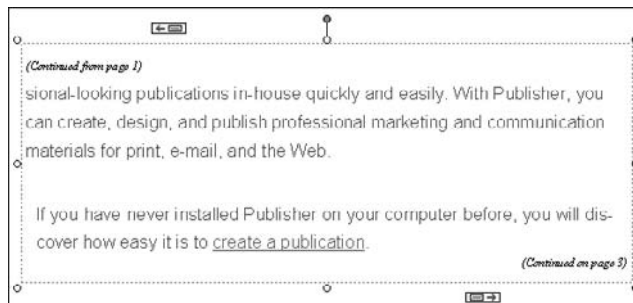 (Continued from page 1)
sional-looking publications in-house quickly and easily. With Publisher, you
can create, design, and publish professional marketing and communication
materials for print, e-mail, and the Web.
If you have never installed Publisher on your computer before, you will dis-
cover how easy it is to create a publication.
(Continued on page 3)